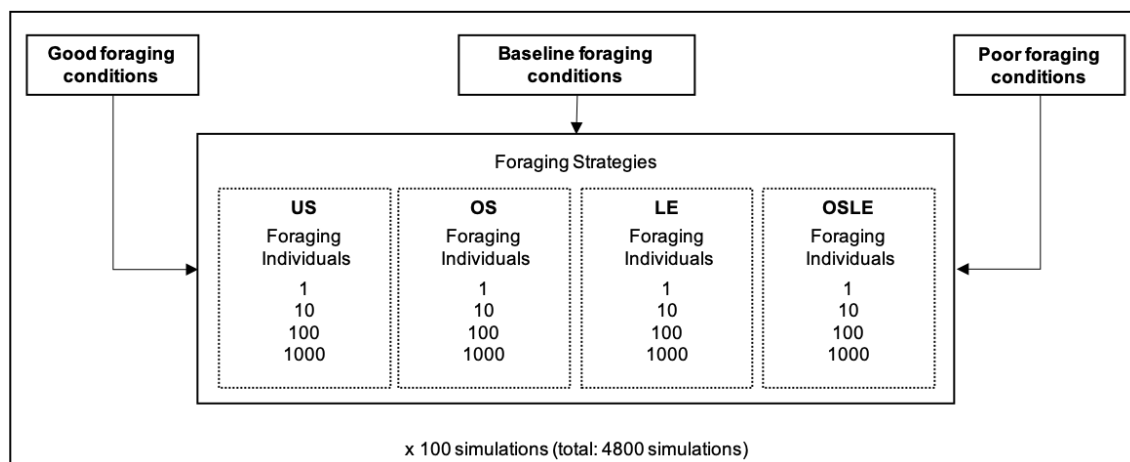 Good foraging
conditions
Baseline foraging
conditions
Poor foraging
conditions
Foraging Strategies
US
Foraging
Individuals
1
10
100
1000
OS
Foraging
Individuals
1
10
100
1000
LE
Foraging
Individuals
1
10
100
1000
OSLE
Foraging
Individuals
1
10
100
1000
x 100 simulations (total: 4800 simulations)